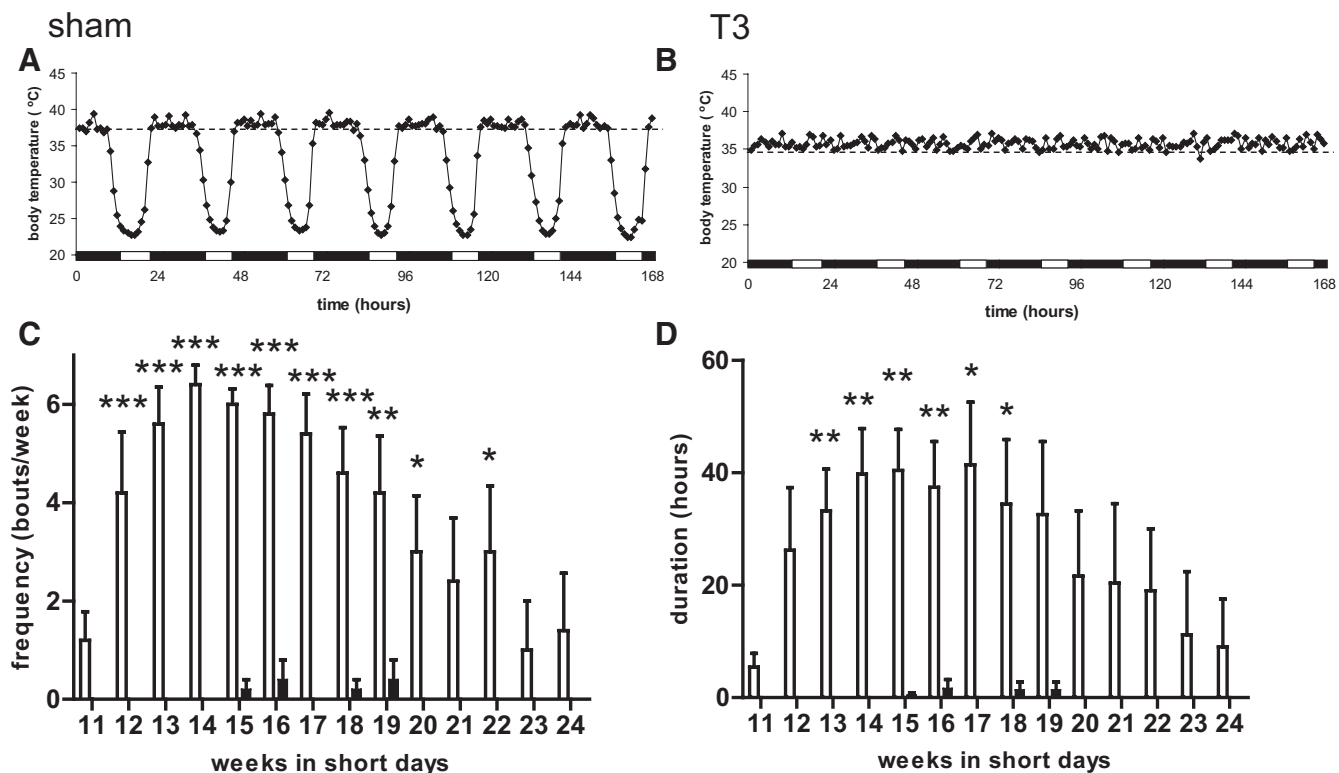 sham
T3
A
body temperature (°C)
45
40
35
30
25
20
0 24 48 72 96 120 144 168
time (hours)
B
body temperature (°C)
45
40
35
30
25
20
0 24 48 72 96 120 144 168
time (hours)
C
frequency (bouts/week)
6
4
2
0
*** *** *** *** *** *** *** ** * *
11 12 13 14 15 16 17 18 19 20 21 22 23 24
weeks in short days
D
duration (hours)
60
40
20
0
** ** ** ** * *
11 12 13 14 15 16 17 18 19 20 21 22 23 24
weeks in short days